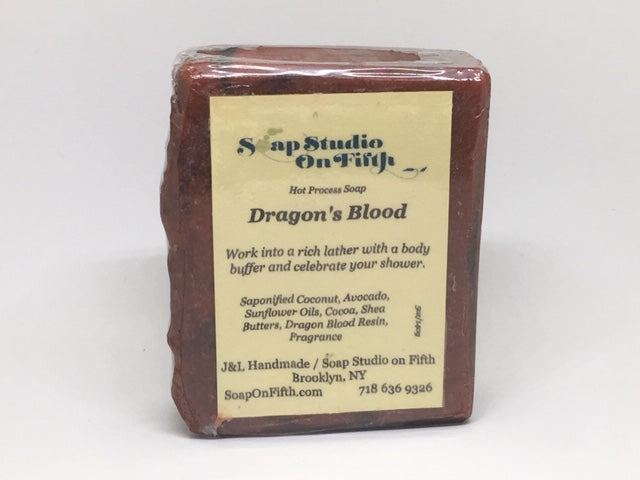 Soap Studio
On Fifth
Hot Process Soap
Dragon's Blood
Work into a rich lather with a body
buffer and celebrate your shower.
Saponified Coconut, Avocado,
Sunflower Oils, Cocoa, Shea
Butters, Dragon Blood Resin,
Fragrance
J&L Handmade / Soap Studio on Fifth
Brooklyn, NY
SoapOnFifth.com 718 636 9326